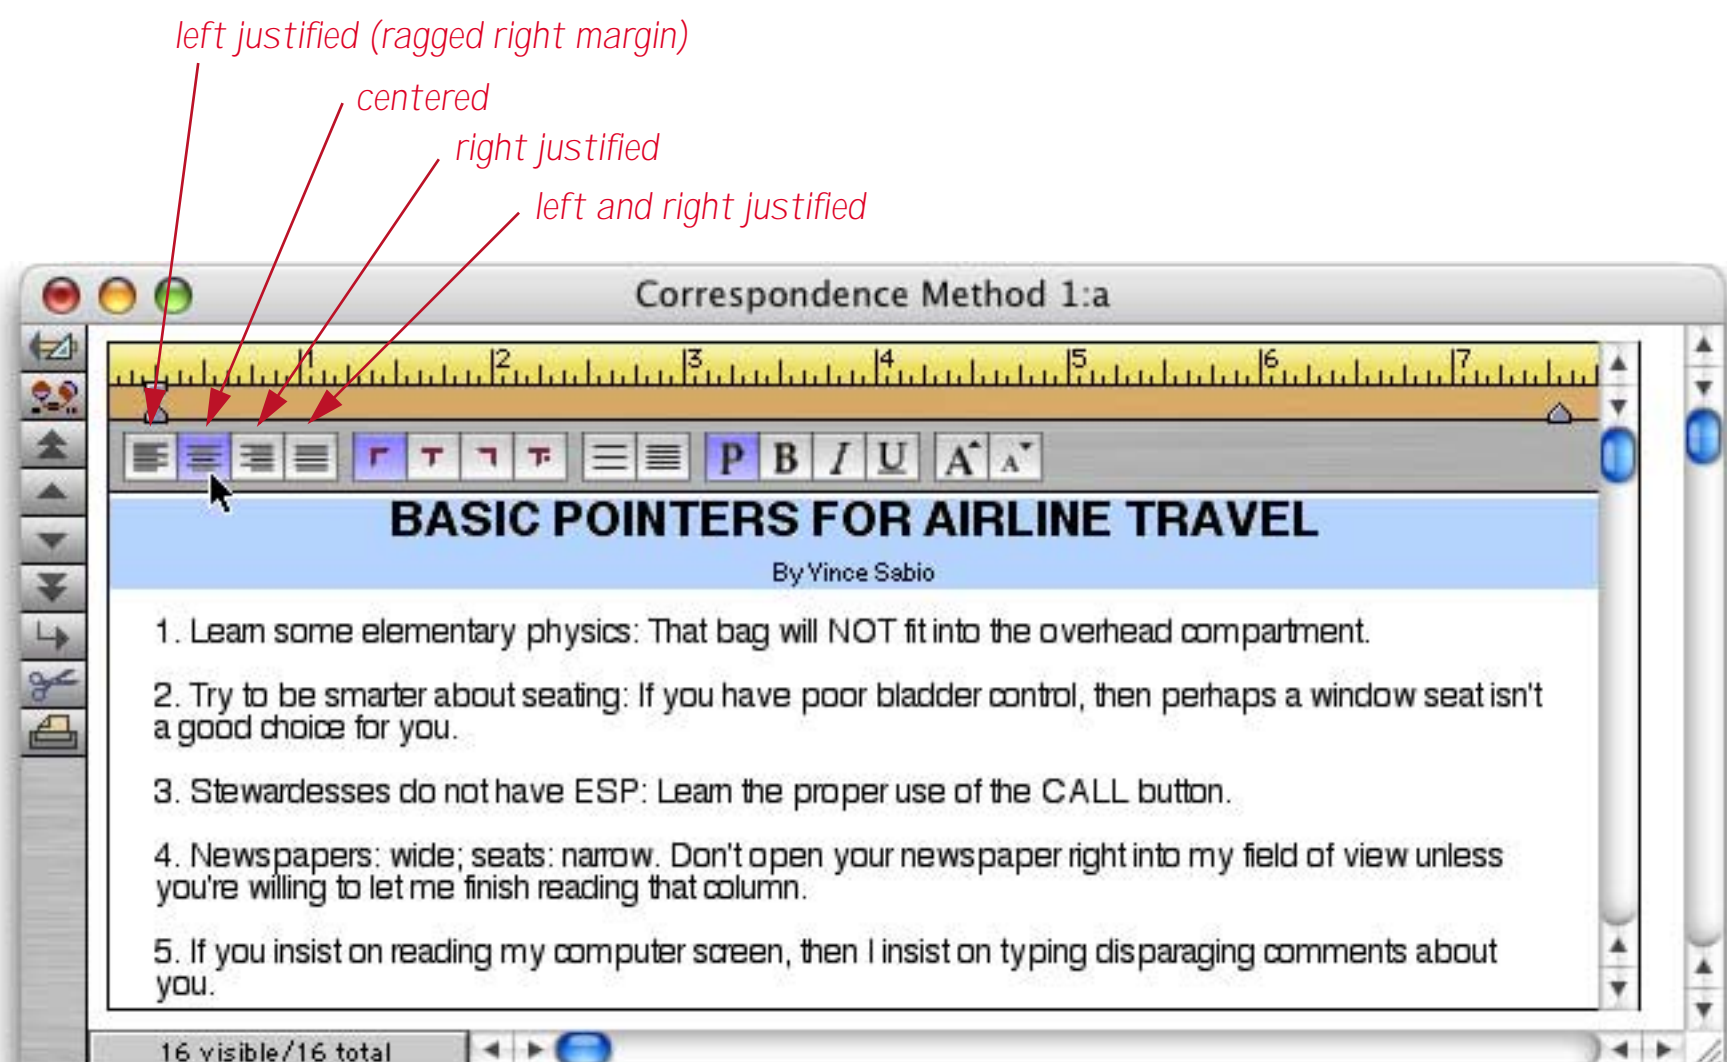 left justified (ragged right margin)
centered
right justified
left and right justified
Correspondence Method 1:a
1 2 3 4 5 6 7
P B I U A A
BASIC POINTERS FOR AIRLINE TRAVEL
By Vince Sabio
1. Learn some elementary physics: That bag will NOT fit into the overhead compartment.
2. Try to be smarter about seating: If you have poor bladder control, then perhaps a window seat isn't
a good choice for you.
3. Stewardesses do not have ESP: Learn the proper use of the CALL button.
4. Newspapers: wide; seats: narrow. Don't open your newspaper right into my field of view unless
you're willing to let me finish reading that column.
5. If you insist on reading my computer screen, then I insist on typing disparaging comments about
you.
16 visible/16 total